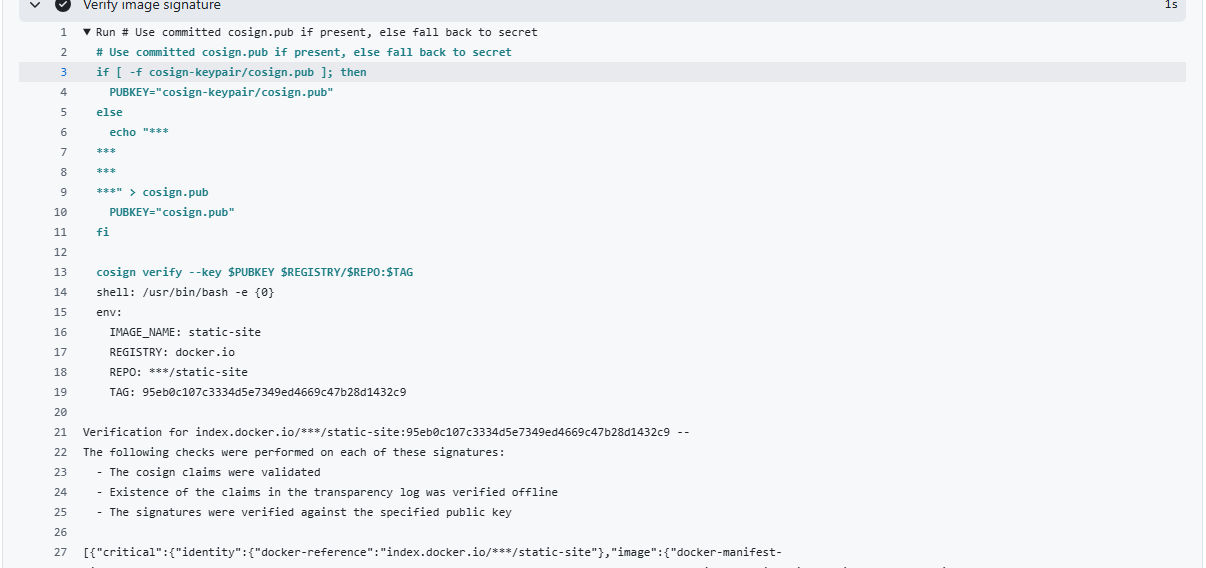 Verify image signature 1s
1 ▼ Run # Use committed cosign.pub if present, else fall back to secret
2 # Use committed cosign.pub if present, else fall back to secret
3 if [ -f cosign-keypair/cosign.pub ]; then
4 PUBKEY="cosign-keypair/cosign.pub"
5 else
6 echo "***
7 ***
8 ***
9 ***" > cosign.pub
10 PUBKEY="cosign.pub"
11 fi
12
13 cosign verify --key $PUBKEY $REGISTRY/$REPO:$TAG
14 shell: /usr/bin/bash -e {0}
15 env:
16 IMAGE_NAME: static-site
17 REGISTRY: docker.io
18 REPO: ***/static-site
19 TAG: 95eb0c107c3334d5e7349ed4669c47b28d1432c9
20
21 Verification for index.docker.io/***/static-site:95eb0c107c3334d5e7349ed4669c47b28d1432c9 --
22 The following checks were performed on each of these signatures:
23 - The cosign claims were validated
24 - Existence of the claims in the transparency log was verified offline
25 - The signatures were verified against the specified public key
26
27 [{"critical":{"identity":{"docker-reference":"index.docker.io/***/static-site"},"image":{"docker-manifest-